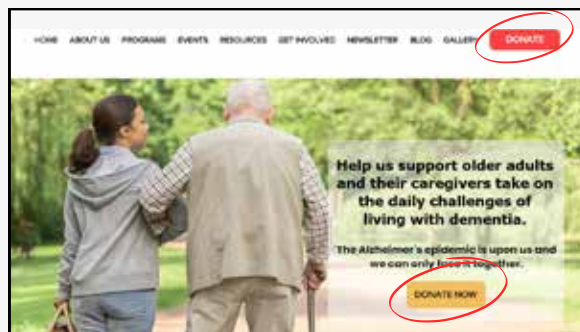 HOME ABOUT US PROGRAMS EVENTS RESOURCES GET INVOLVED NEWSLETTER BLOG GALLERY DONATE
Help us support older adults
and their caregivers take on
the daily challenges of
living with dementia.
The Alzheimer's epidemic is upon us and
we can only face it together.
DONATE NOW